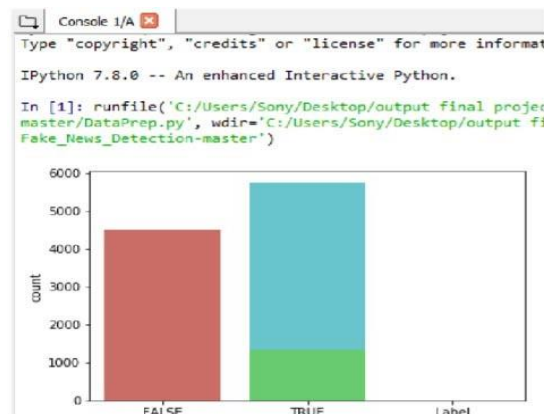 Console 1/A
Type "copyright", "credits" or "license" for more informat
IPython 7.8.0 -- An enhanced Interactive Python.
In [1]: runfile('C:/Users/Sony/Desktop/output final projec
master/DataPrep.py', wdir='C:/Users/Sony/Desktop/output fi
Fake_News_Detection-master')
6000
5000
4000
3000
2000
1000
0
count
FALSE
TRUE
Label